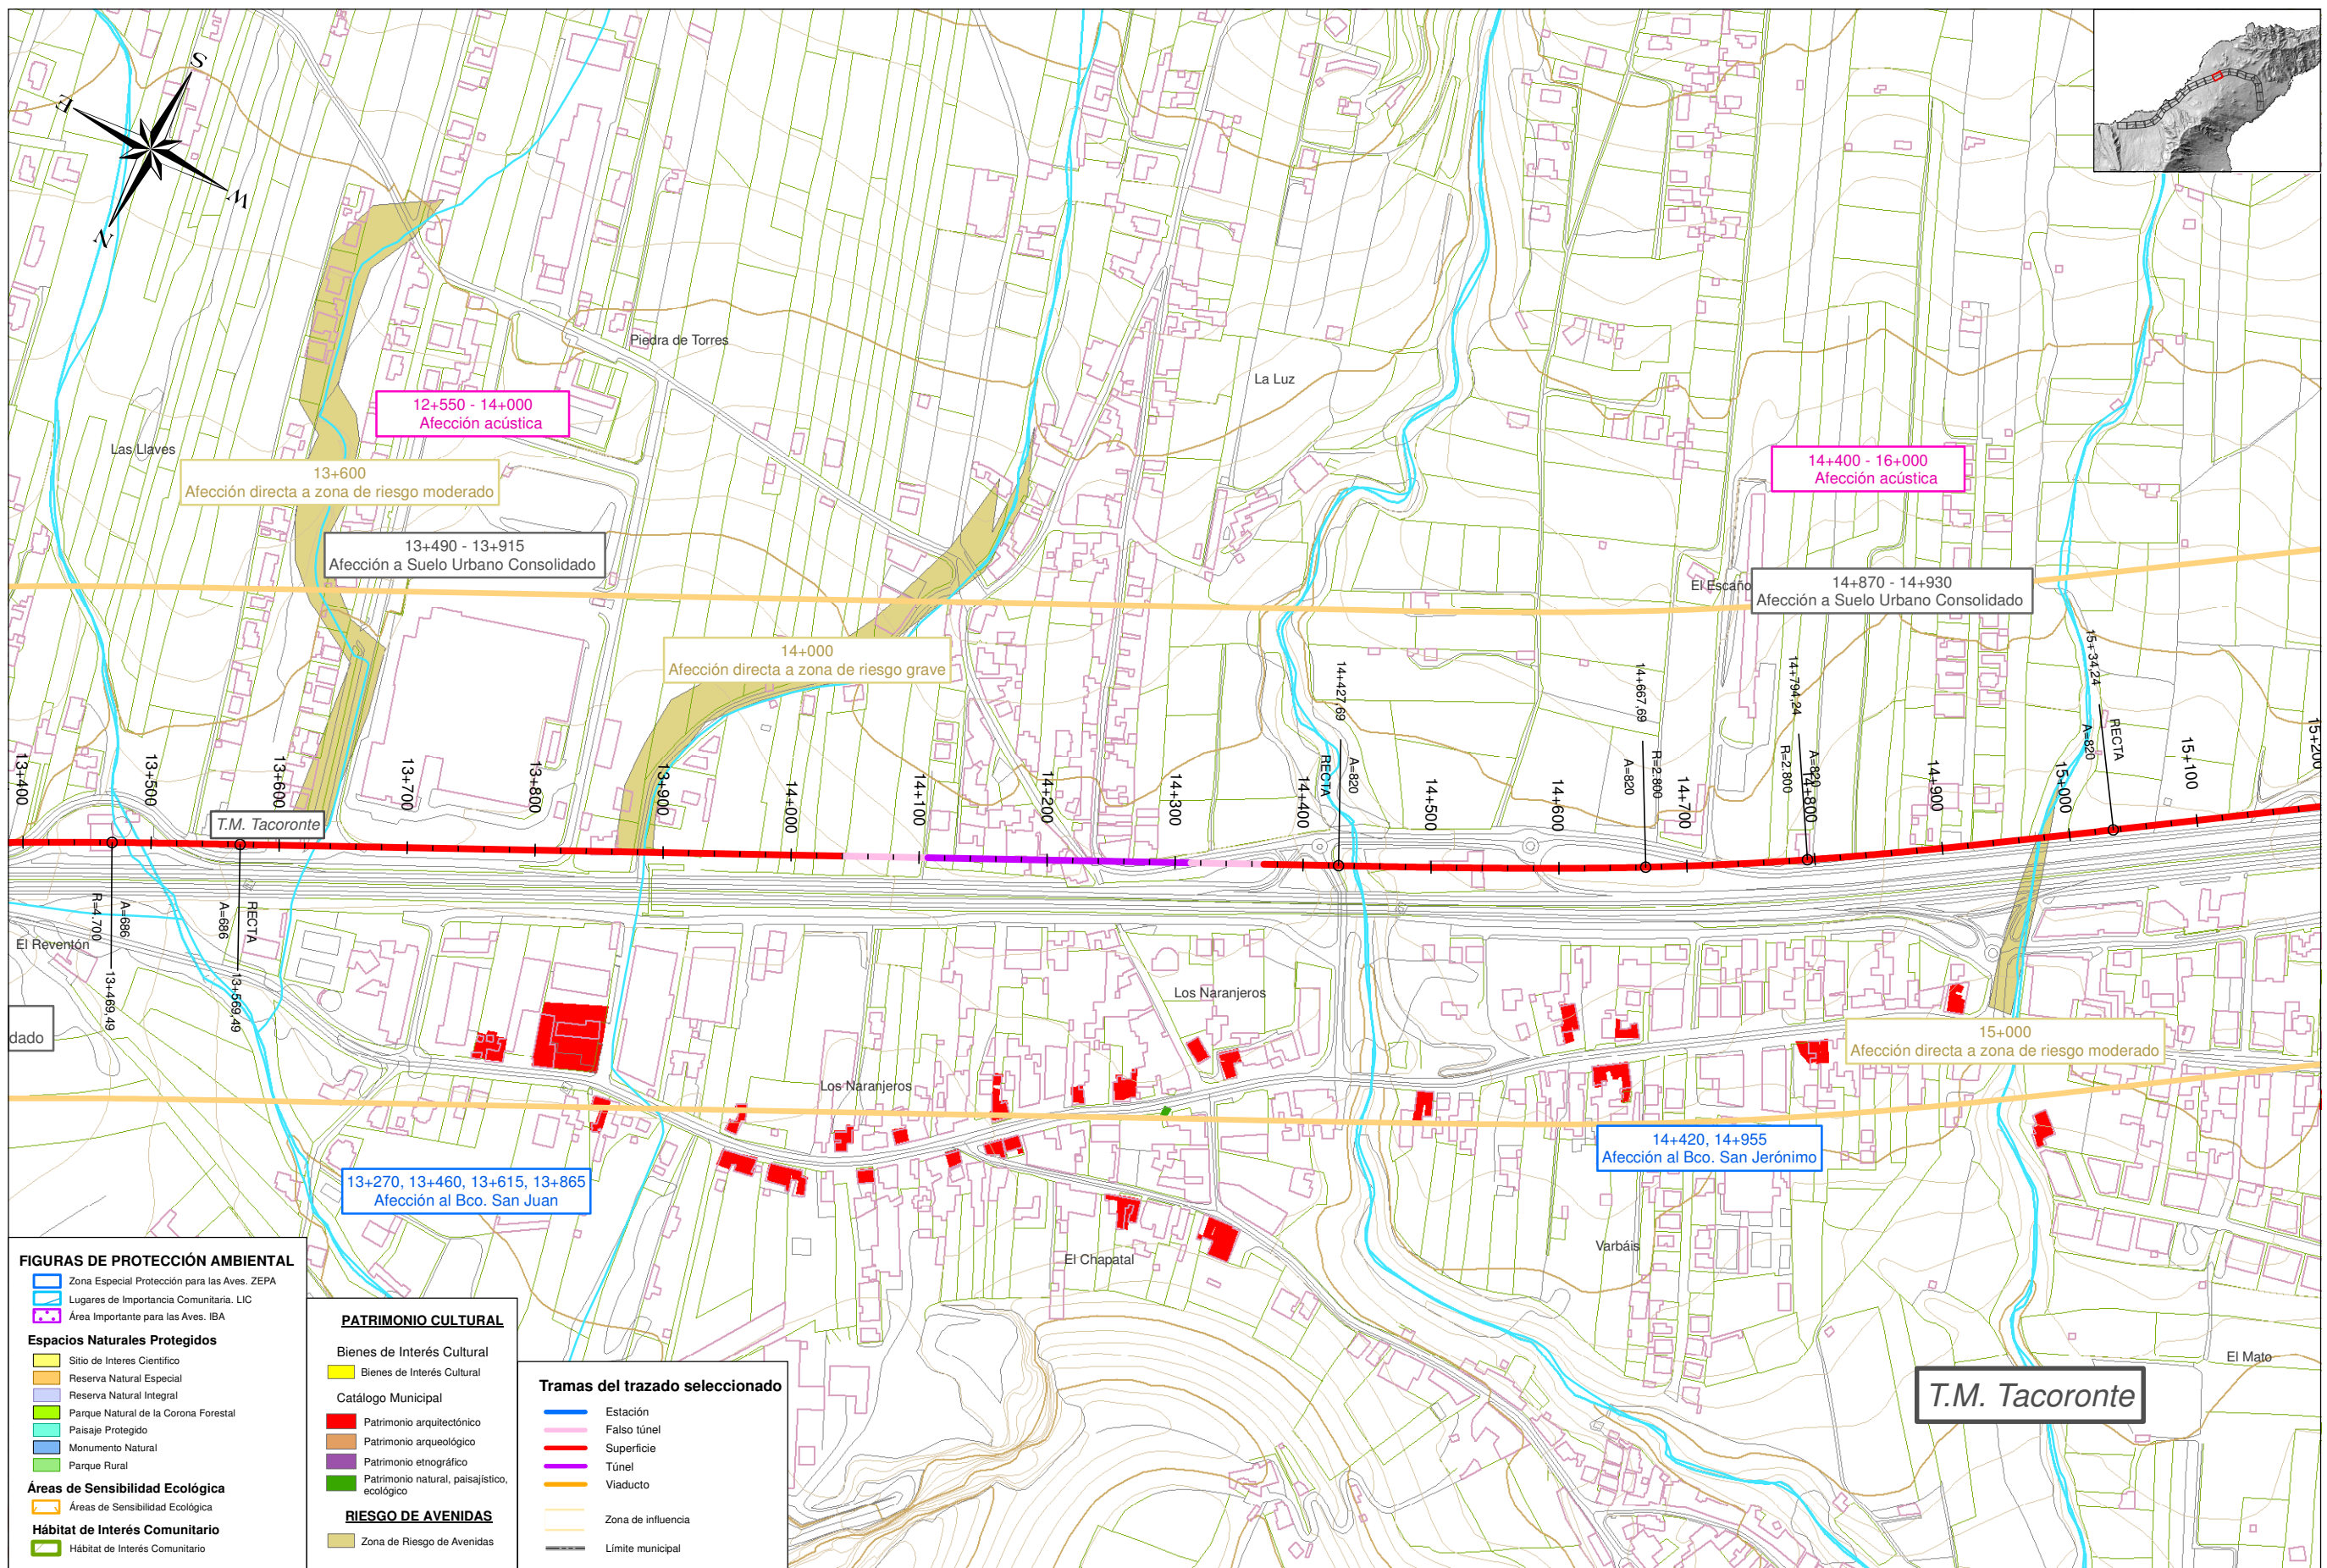 S
E
W
N
Piedra de Torres
La Luz
12+550 - 14+000
Afección acústica
Las Llaves
13+600
Afección directa a zona de riesgo moderado
14+400 - 16+000
Afección acústica
13+490 - 13+915
Afección a Suelo Urbano Consolidado
El Escaño
14+870 - 14+930
Afección a Suelo Urbano Consolidado
14+000
Afección directa a zona de riesgo grave
14+427,69
RECTA
A=820
14+667,69
A=820
R=2.800
14+794,24
R=2.800
A=820
15+ 34,24
A=820
RECTA
13+400
13+500
13+600
13+700
13+800
13+900
14+000
14+100
14+200
14+300
14+400
14+500
14+600
14+700
14+800
14+900
15+000
15+100
15+200
T.M. Tacoronte
R=4.700
A=686
13+469,49
A=686
RECTA
13+569,49
El Reventón
dado
Los Naranjeros
Los Naranjeros
15+000
Afección directa a zona de riesgo moderado
14+420, 14+955
Afección al Bco. San Jerónimo
13+270, 13+460, 13+615, 13+865
Afección al Bco. San Juan
El Chapatal
Varbáis
El Mato
T.M. Tacoronte
FIGURAS DE PROTECCIÓN AMBIENTAL
Zona Especial Protección para las Aves. ZEPA
Lugares de Importancia Comunitaria. LIC
Área Importante para las Aves. IBA
Espacios Naturales Protegidos
Sitio de Interes Cientifico
Reserva Natural Especial
Reserva Natural Integral
Parque Natural de la Corona Forestal
Paisaje Protegido
Monumento Natural
Parque Rural
Áreas de Sensibilidad Ecológica
Áreas de Sensibilidad Ecológica
Hábitat de Interés Comunitario
Hábitat de Interés Comunitario
PATRIMONIO CULTURAL
Bienes de Interés Cultural
Bienes de Interés Cultural
Catálogo Municipal
Patrimonio arquitectónico
Patrimonio arqueológico
Patrimonio etnográfico
Patrimonio natural, paisajístico,
ecológico
RIESGO DE AVENIDAS
Zona de Riesgo de Avenidas
Tramas del trazado seleccionado
Estación
Falso túnel
Superficie
Túnel
Viaducto
Zona de influencia
Límite municipal